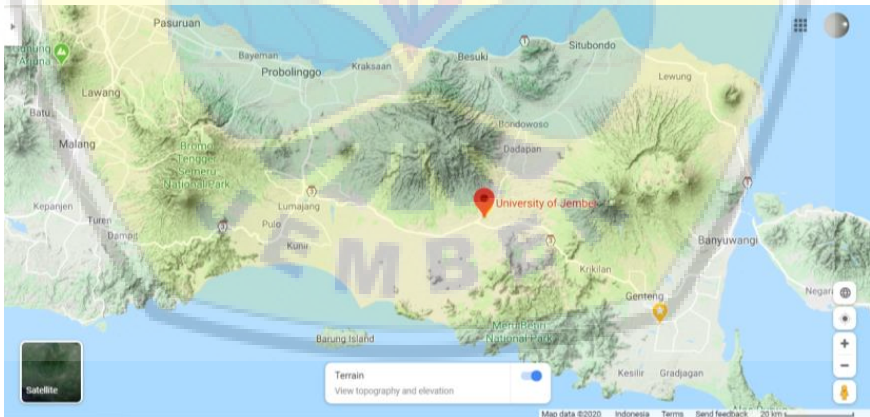 Pasuruan
Situbondo
Besuki
Bayeman
Kraksaan
Probolinggo
Lewung
Lawang
Batu
Bondowoso
Malang
Bromo
Tengger
Semeru
National Park
Dadapan
University of Jember
Kepanjen
Lumajang
Turen
Pulo
Dampit
Kunir
Banyuwangi
EMBE
Genteng
Meru Betiri
National Park
Barung Island
Satellite
Terrain
View topography and elevation
Kesilir
Gradjagan
Map data ©2020 Indonesia Terms Send feedback 20 km